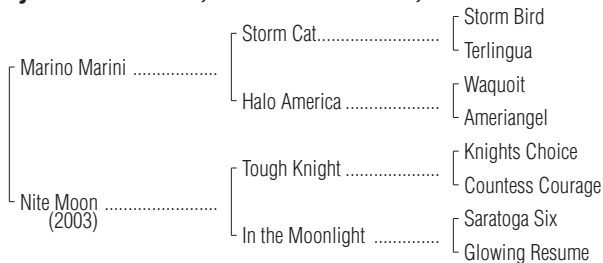 Storm Bird
Storm Cat..................
Terlingua
Marino Marini ..................
Waquoit
Halo America ....................
Ameriangel
Knights Choice
Tough Knight ....................
Countess Courage
Nite Moon ........................
(2003)
Saratoga Six
In the Moonlight ..............
Glowing Resume